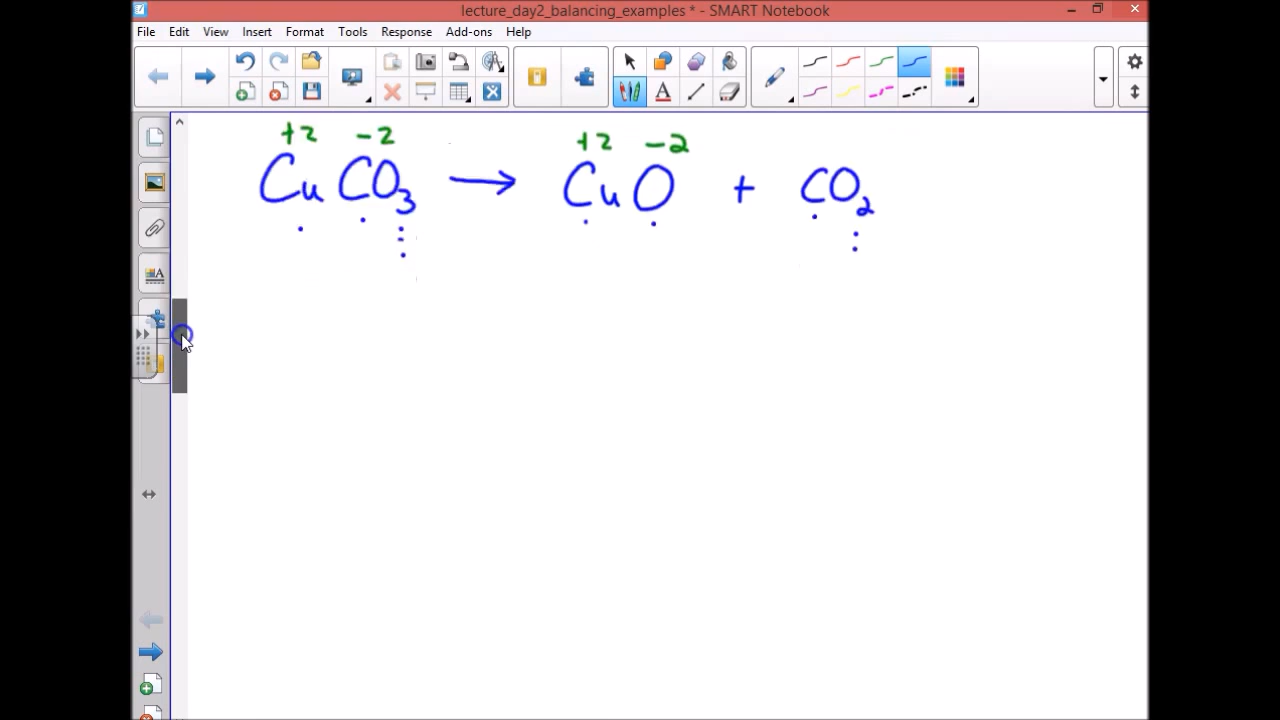 lecture_day2_balancing_examples * - SMART Notebook
File Edit View Insert Format Tools Response Add-ons Help
+2 -2 +2 -2
CuCO₃ → CuO + CO₂